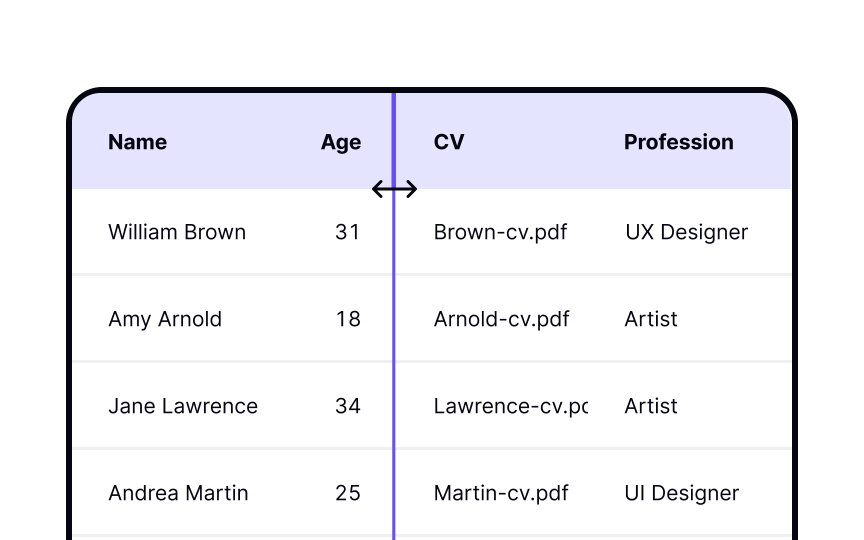 Name Age CV Profession
William Brown 31 Brown-cv.pdf UX Designer
Amy Arnold 18 Arnold-cv.pdf Artist
Jane Lawrence 34 Lawrence-cv.pd Artist
Andrea Martin 25 Martin-cv.pdf UI Designer